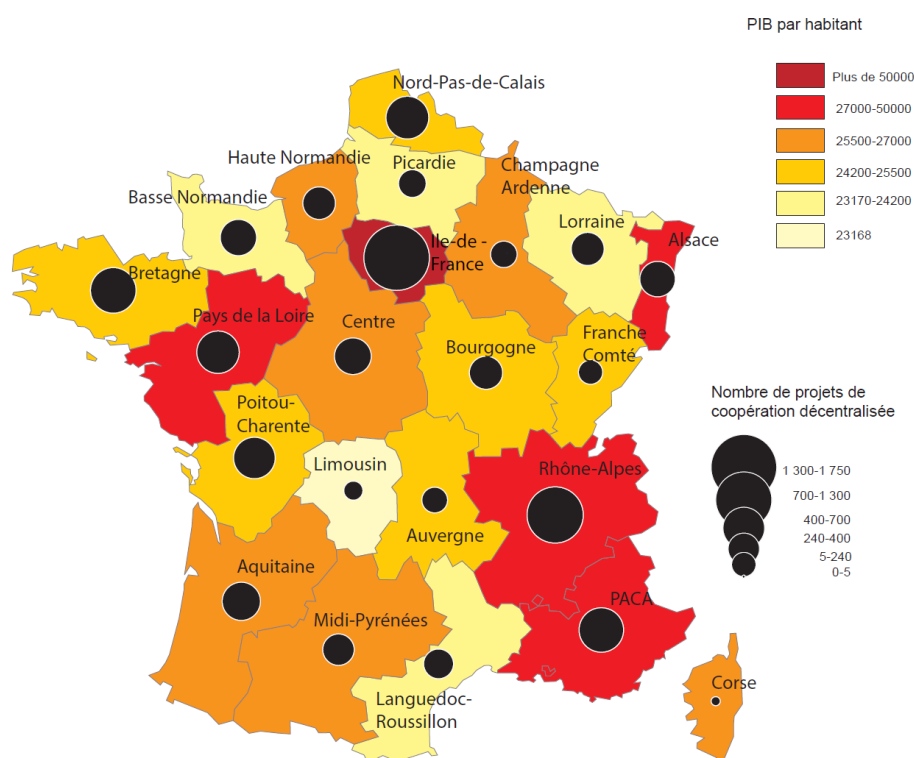 PIB par habitant
Plus de 50000
27000-50000
25500-27000
24200-25500
23170-24200
23168
Nord-Pas-de-Calais
Haute Normandie
Picardie
Champagne
Ardenne
Basse Normandie
Lorraine
Ile-de -
France
Alsace
Bretagne
Pays de la Loire
Centre
Bourgogne
Franche
Comté
Poitou-
Charente
Limousin
Auvergne
Rhône-Alpes
Aquitaine
Midi-Pyrénées
PACA
Languedoc-
Roussillon
Corse
Nombre de projets de
coopération décentralisée
1 300-1 750
700-1 300
400-700
240-400
5-240
0-5